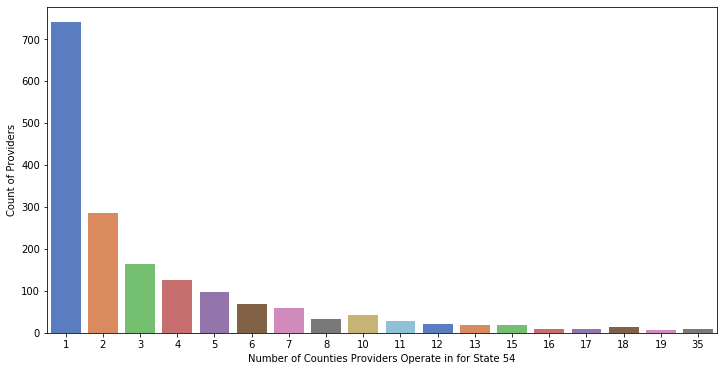 700
600
500
400
300
200
100
0
Count of Providers
1 2 3 4 5 6 7 8 10 11 12 13 15 16 17 18 19 35
Number of Counties Providers Operate in for State 54